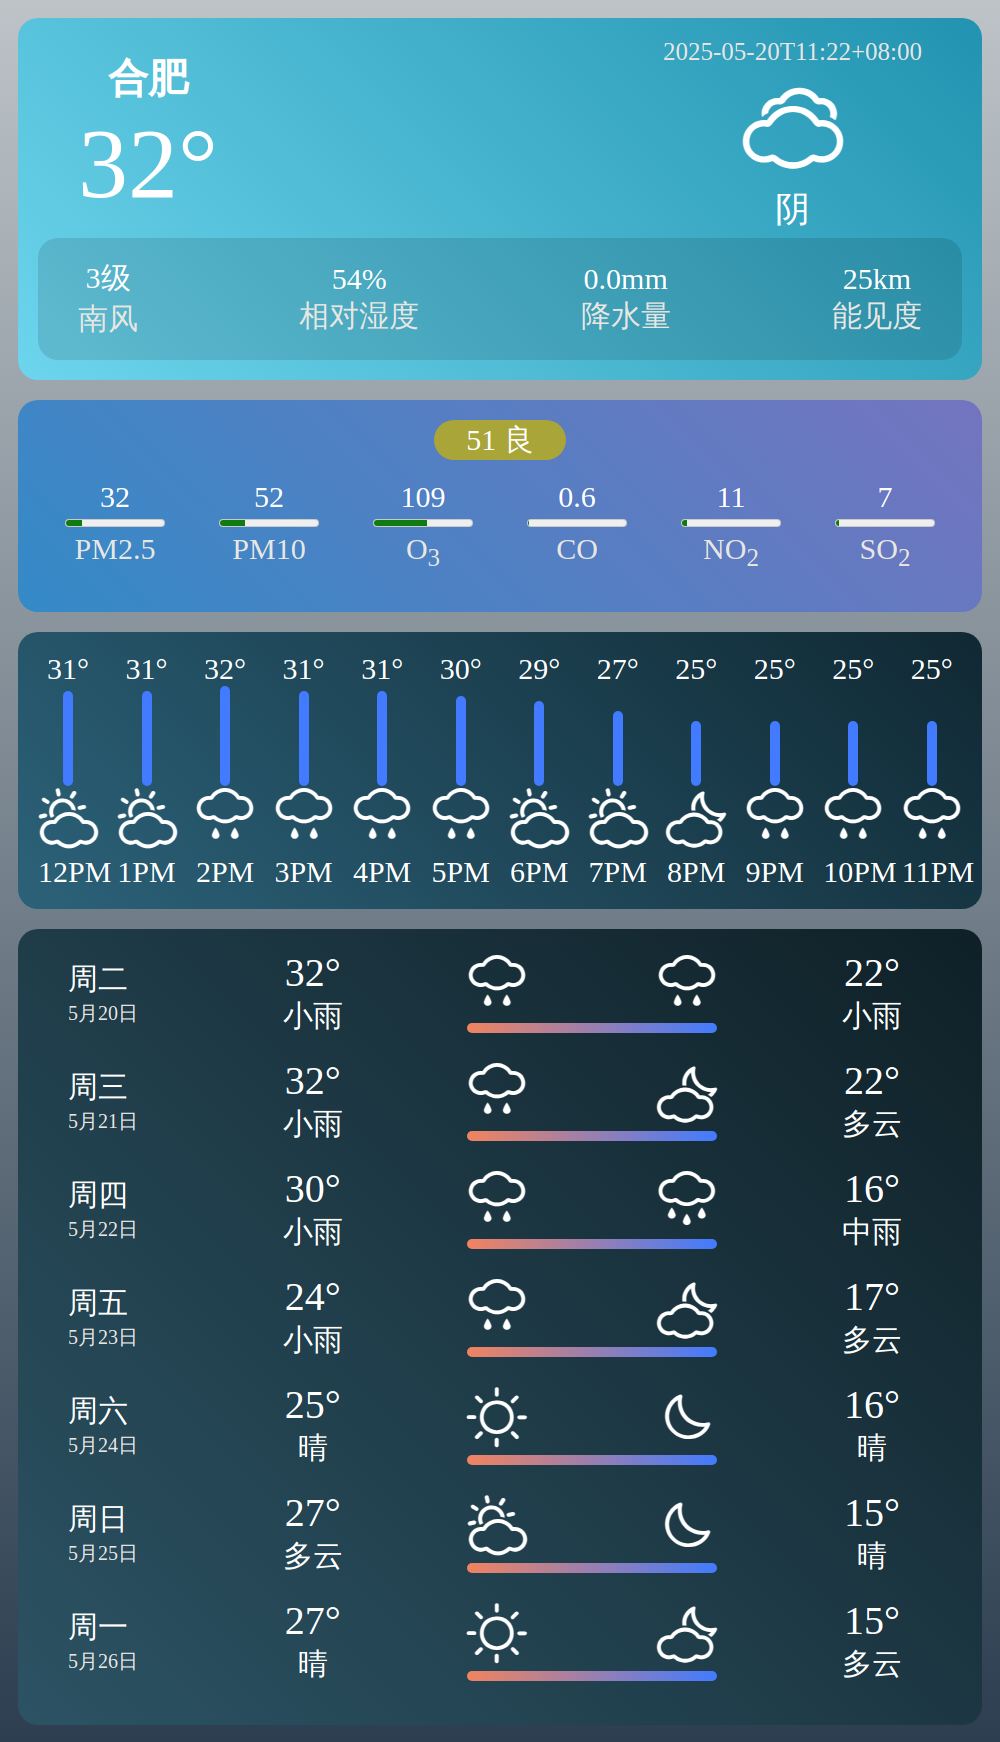 合肥
32°
2025-05-20T11:22+08:00
阴
3级 54% 0.0mm 25km
南风 相对湿度 降水量 能见度
51 良
32 52 109 0.6 11 7
PM2.5 PM10 O3 CO NO2 SO2
31° 31° 32° 31° 31° 30° 29° 27° 25° 25° 25° 25°
12PM 1PM 2PM 3PM 4PM 5PM 6PM 7PM 8PM 9PM 10PM 11PM
周二 32° 22°
5月20日 小雨 小雨
周三 32° 22°
5月21日 小雨 多云
周四 30° 16°
5月22日 小雨 中雨
周五 24° 17°
5月23日 小雨 多云
周六 25° 16°
5月24日 晴 晴
周日 27° 15°
5月25日 多云 晴
周一 27° 15°
5月26日 晴 多云